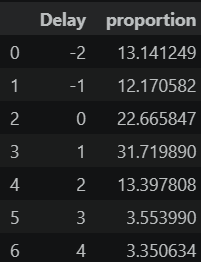 Delay proportion
0 -2 13.141249
1 -1 12.170582
2 0 22.665847
3 1 31.719890
4 2 13.397808
5 3 3.553990
6 4 3.350634